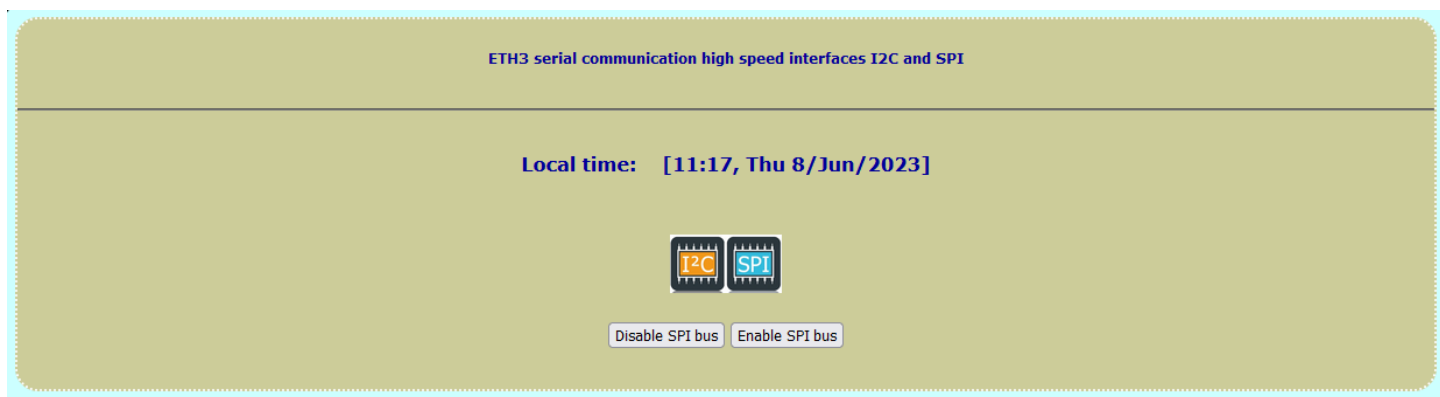 ETH3 serial communication high speed interfaces I2C and SPI
Local time: [11:17, Thu 8/Jun/2023]
I²C SPI
Disable SPI bus Enable SPI bus